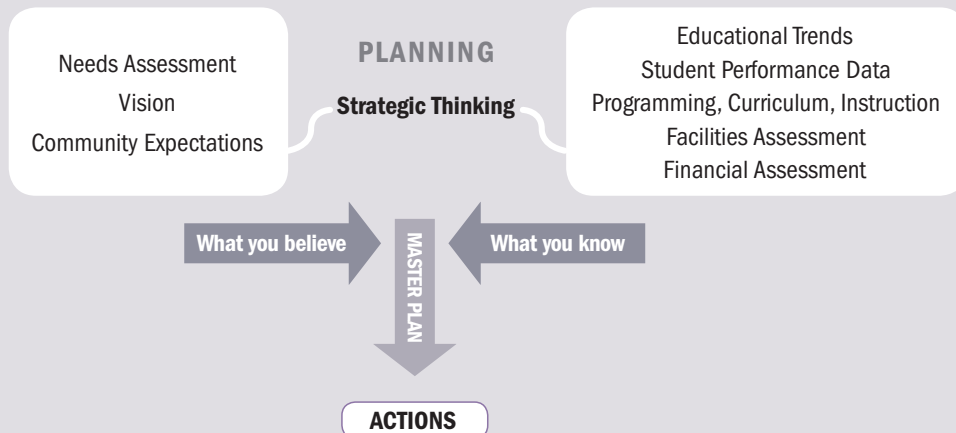 Needs Assessment
Vision
Community Expectations
PLANNING
Strategic Thinking
Educational Trends
Student Performance Data
Programming, Curriculum, Instruction
Facilities Assessment
Financial Assessment
What you believe
MASTER PLAN
What you know
ACTIONS